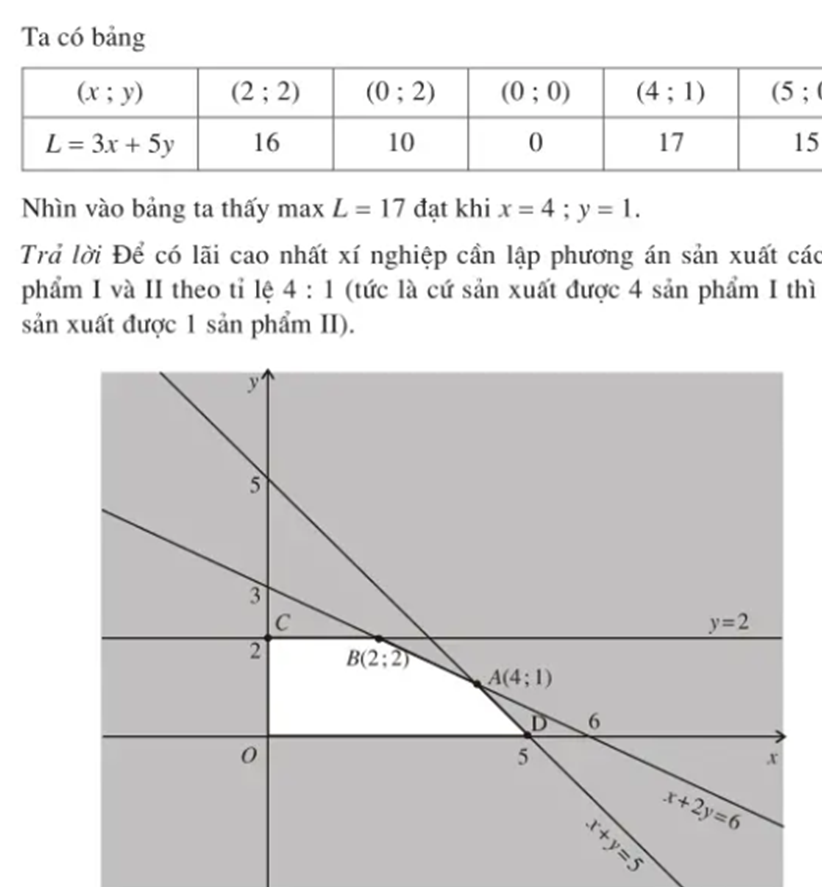 Ta có bảng
(x ; y) (2 ; 2) (0 ; 2) (0 ; 0) (4 ; 1) (5 ;
L = 3x + 5y 16 10 0 17 15
Nhìn vào bảng ta thấy max L = 17 đạt khi x = 4 ; y = 1.
Trả lời Để có lãi cao nhất xí nghiệp cần lập phương án sản xuất các
phẩm I và II theo tỉ lệ 4 : 1 (tức là cứ sản xuất được 4 sản phẩm I thì
sản xuất được 1 sản phẩm II).
y
5
3
C
y=2
2
B(2;2)
A(4;1)
D
6
O
5
x
x+2y=6
x+y=5